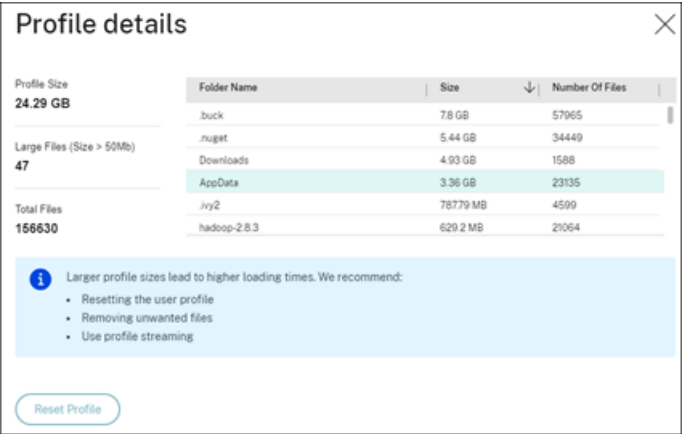 Profile details
Profile Size
24.29 GB
Large Files (Size > 50Mb)
47
Total Files
156630
Folder Name Size Number Of Files
.buck 7.8 GB 57965
.nuget 5.44 GB 34449
Downloads 4.93 GB 1588
AppData 3.36 GB 23135
.ivy2 787.79 MB 4599
hadoop-2.8.3 629.2 MB 21064
Larger profile sizes lead to higher loading times. We recommend:
• Resetting the user profile
• Removing unwanted files
• Use profile streaming
Reset Profile